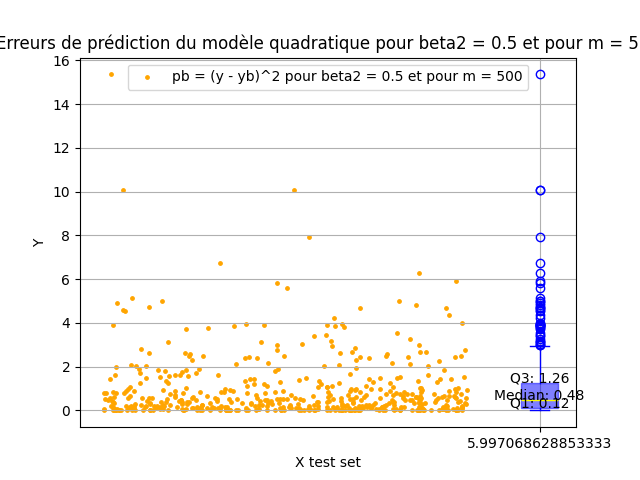 Erreurs de prédiction du modèle quadratique pour beta2 = 0.5 et pour m = 5
16
14
12
10
8
6
4
2
0
Y
pb = (y - yb)^2 pour beta2 = 0.5 et pour m = 500
Q3: 1.26
Median: 0.48
Q1: 0.12
5.997068628853333
X test set